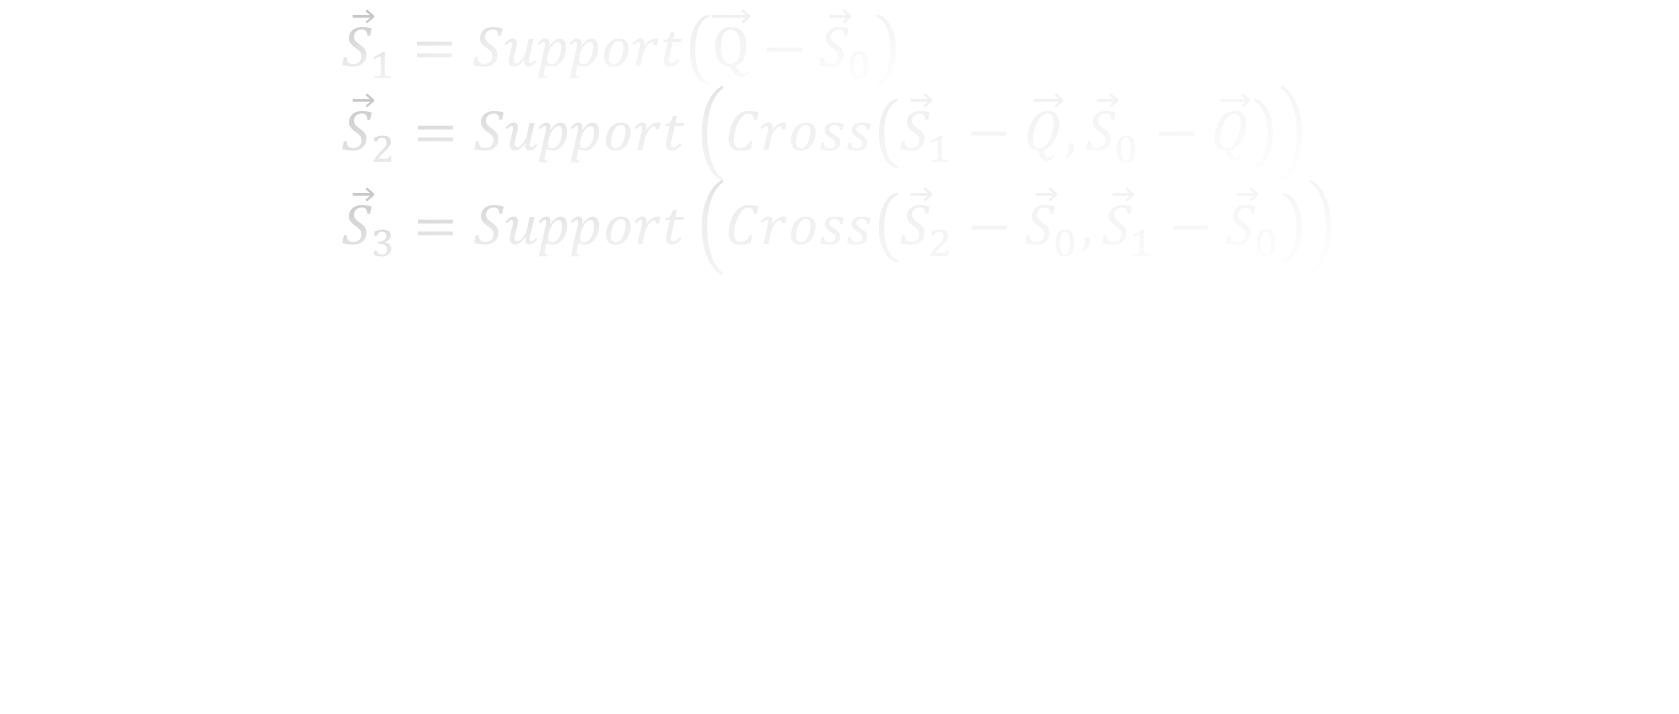 S⃗₁ = Support(Q⃗ − S⃗₀)
S⃗₂ = Support(Cross(S⃗₁ − Q⃗, S⃗₀ − Q⃗))
S⃗₃ = Support(Cross(S⃗₂ − S⃗₀, S⃗₁ − S⃗₀))